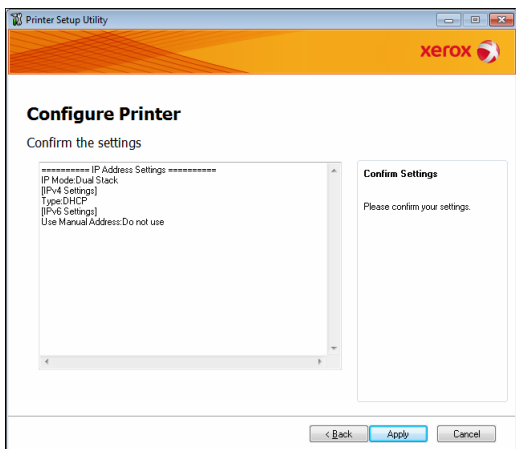 Printer Setup Utility
xerox
Configure Printer
Confirm the settings
========== IP Address Settings ==========
IP Mode:Dual Stack
[IPv4 Settings]
Type:DHCP
[IPv6 Settings]
Use Manual Address:Do not use
Confirm Settings
Please confirm your settings.
< Back
Apply
Cancel